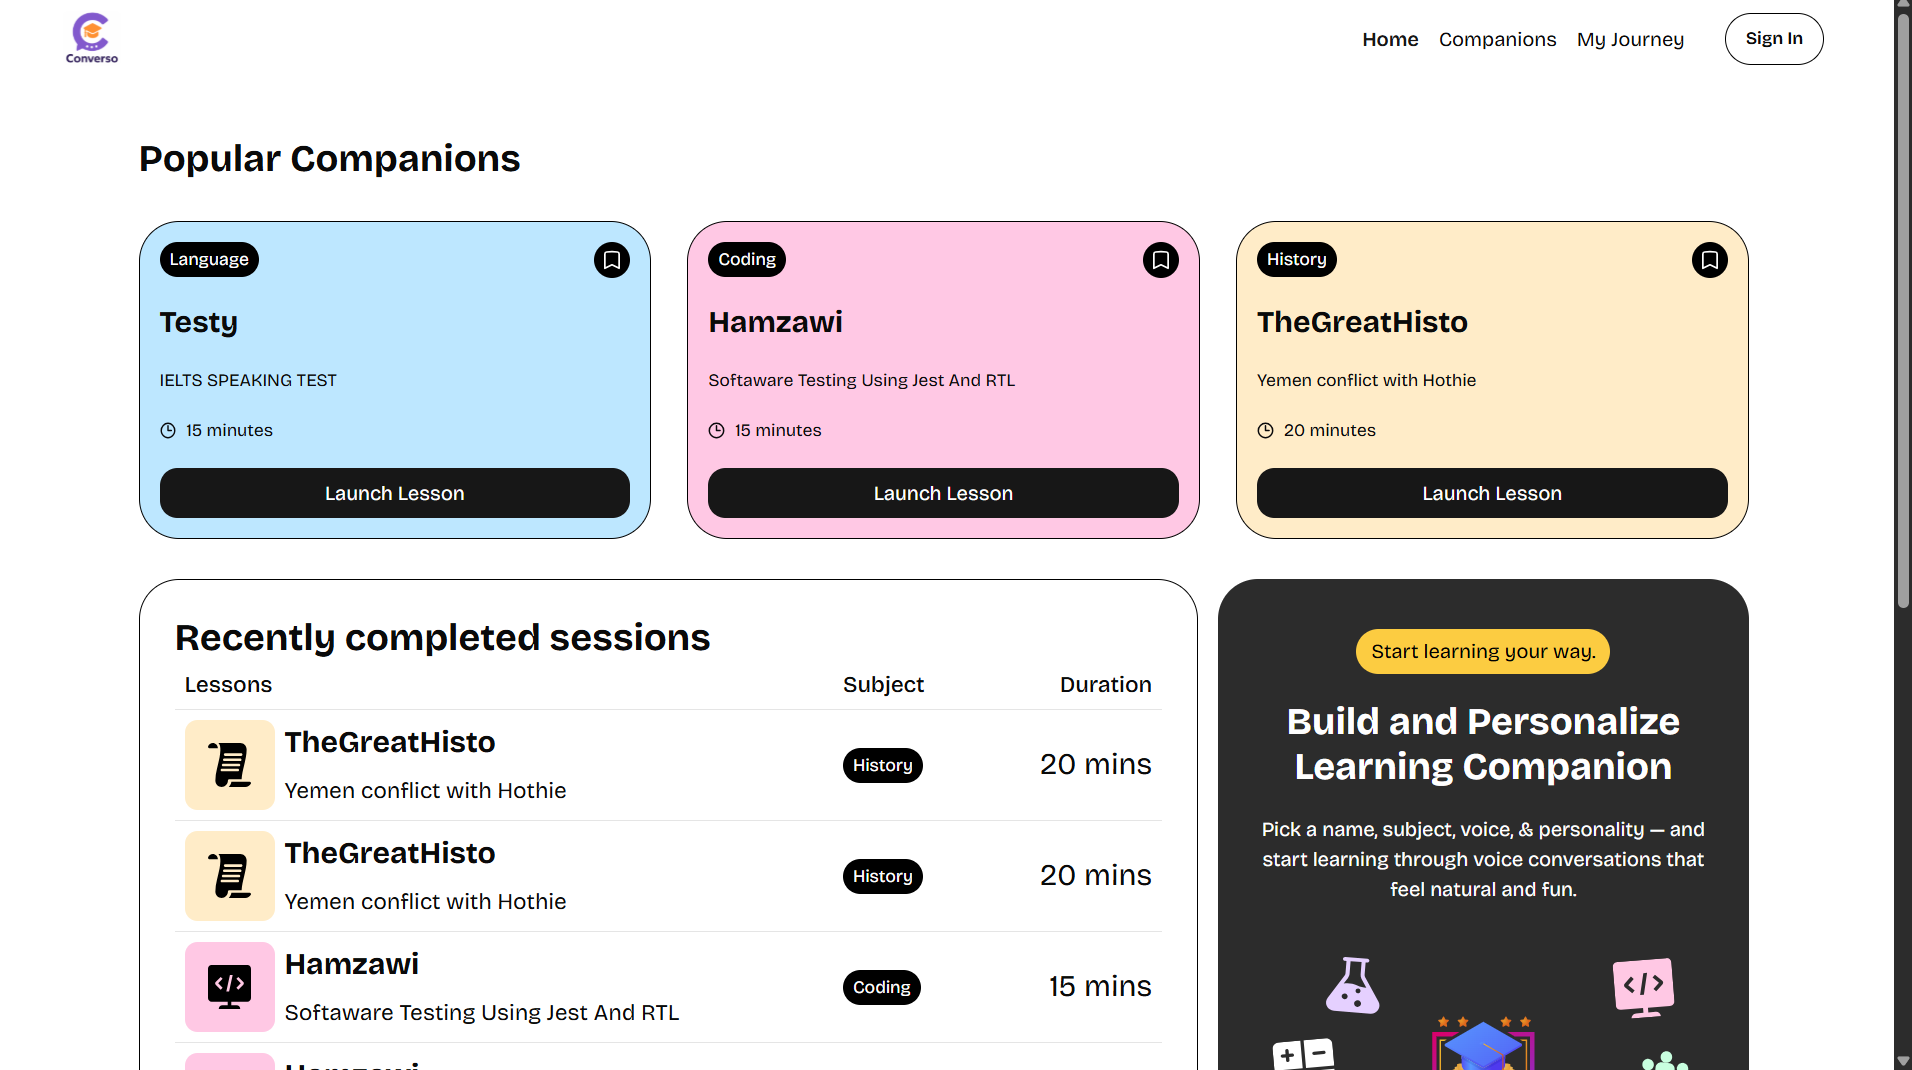 Converso
Home
Companions
My Journey
Sign In
Popular Companions
Language
Testy
IELTS SPEAKING TEST
15 minutes
Launch Lesson
Coding
Hamzawi
Softaware Testing Using Jest And RTL
15 minutes
Launch Lesson
History
TheGreatHisto
Yemen conflict with Hothie
20 minutes
Launch Lesson
Recently completed sessions
Lessons
Subject
Duration
TheGreatHisto
Yemen conflict with Hothie
History
20 mins
TheGreatHisto
Yemen conflict with Hothie
History
20 mins
Hamzawi
Softaware Testing Using Jest And RTL
Coding
15 mins
Hamzawi
Start learning your way.
Build and Personalize
Learning Companion
Pick a name, subject, voice, & personality — and
start learning through voice conversations that
feel natural and fun.